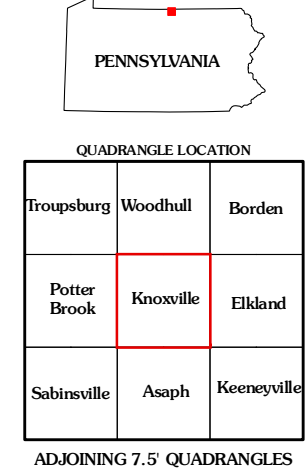 PENNSYLVANIA
QUADRANGLE LOCATION
Troupsburg Woodhull Borden
Potter
Brook Knoxville Elkland
Sabinsville Asaph Keeneyville
ADJOINING 7.5' QUADRANGLES